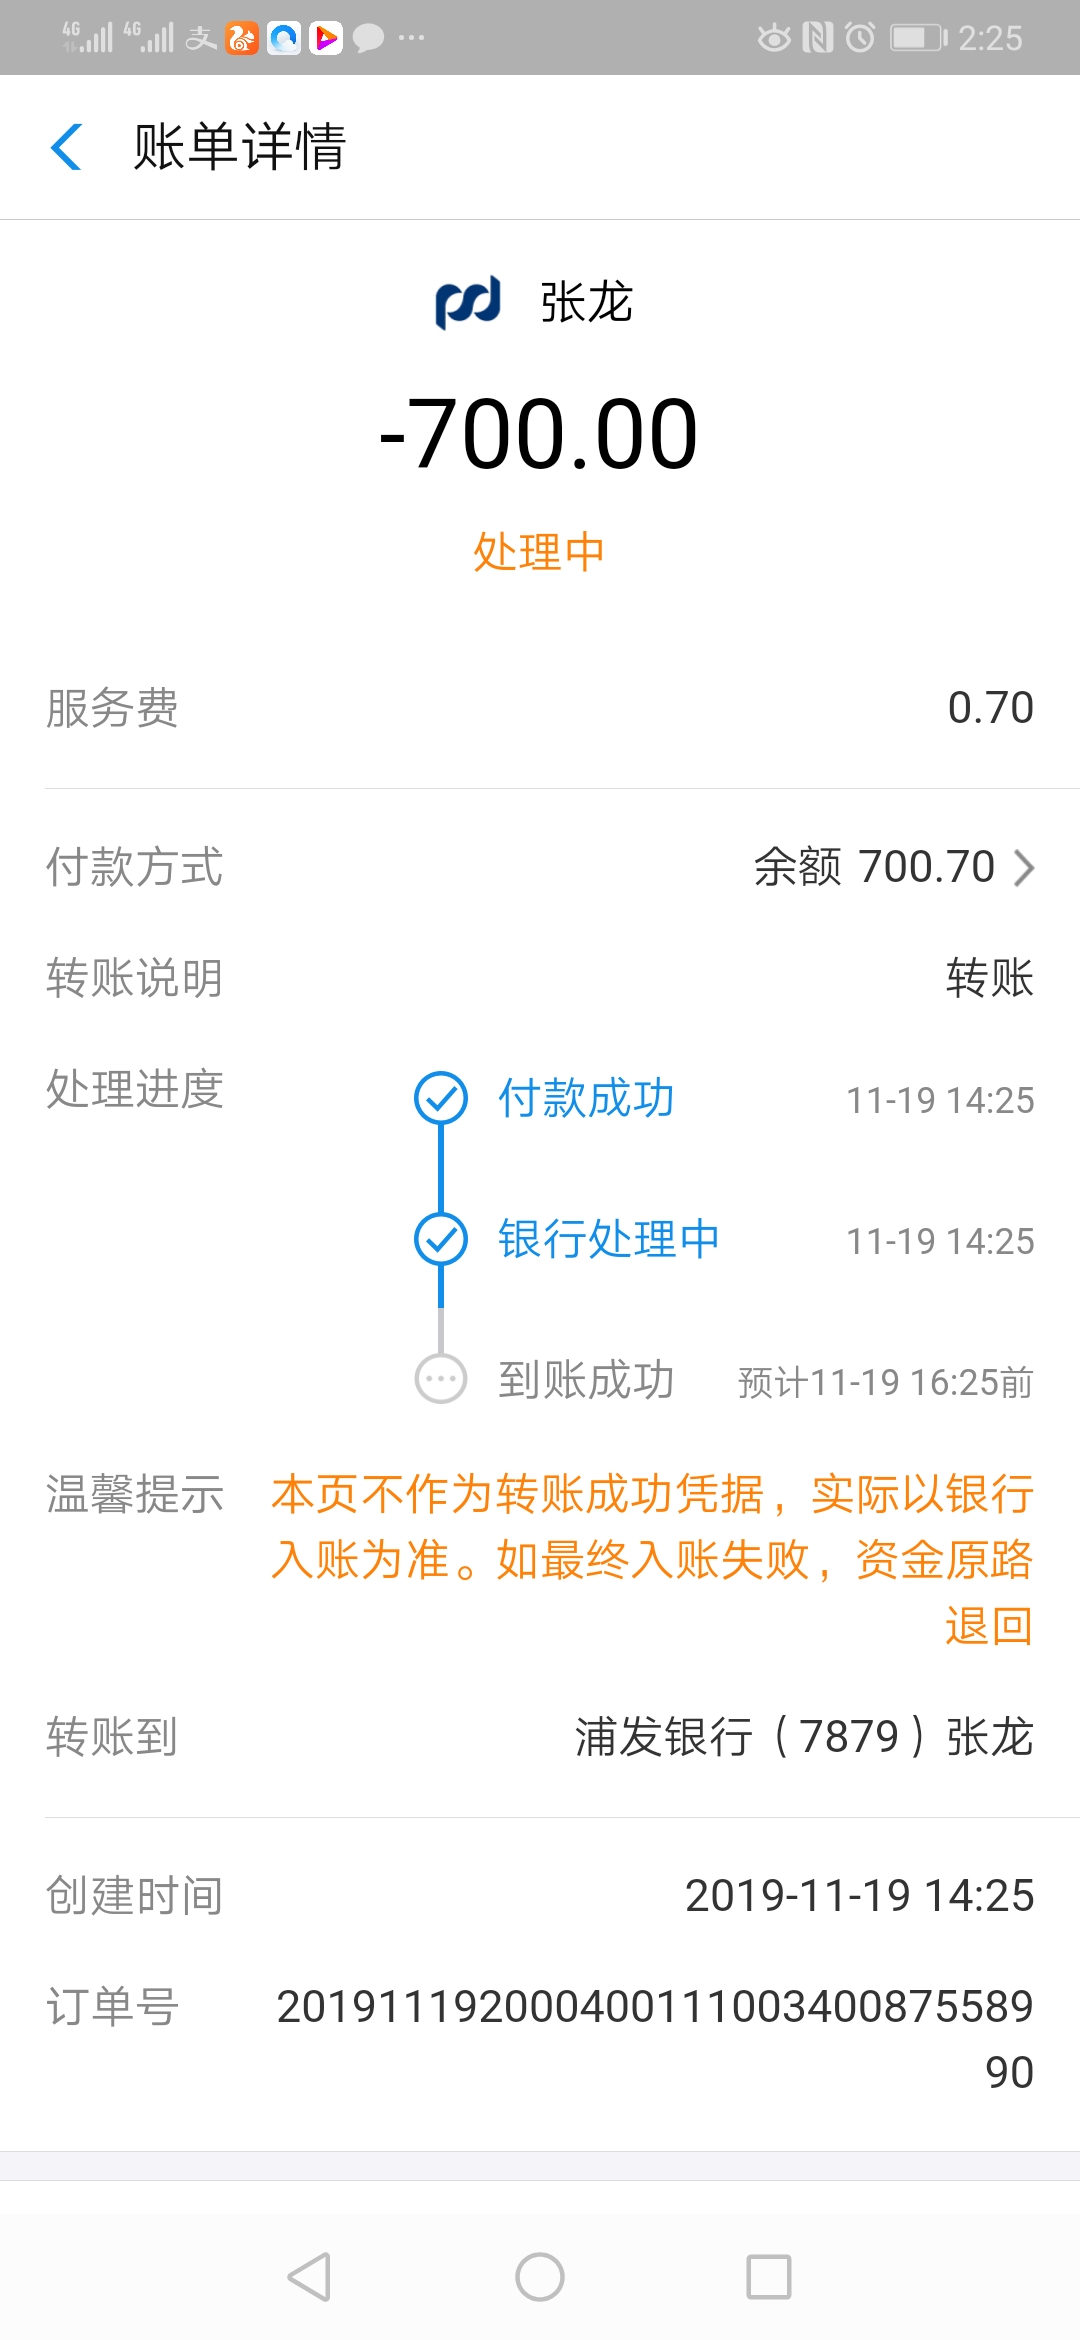 4G 4G 支 2:25
账单详情
张龙
-700.00
处理中
服务费 0.70
付款方式 余额 700.70
转账说明 转账
处理进度 付款成功 11-19 14:25
银行处理中 11-19 14:25
到账成功 预计11-19 16:25前
温馨提示 本页不作为转账成功凭据，实际以银行
入账为准。如最终入账失败，资金原路
退回
转账到 浦发银行（7879）张龙
创建时间 2019-11-19 14:25
订单号 201911192000400111003400875589
90